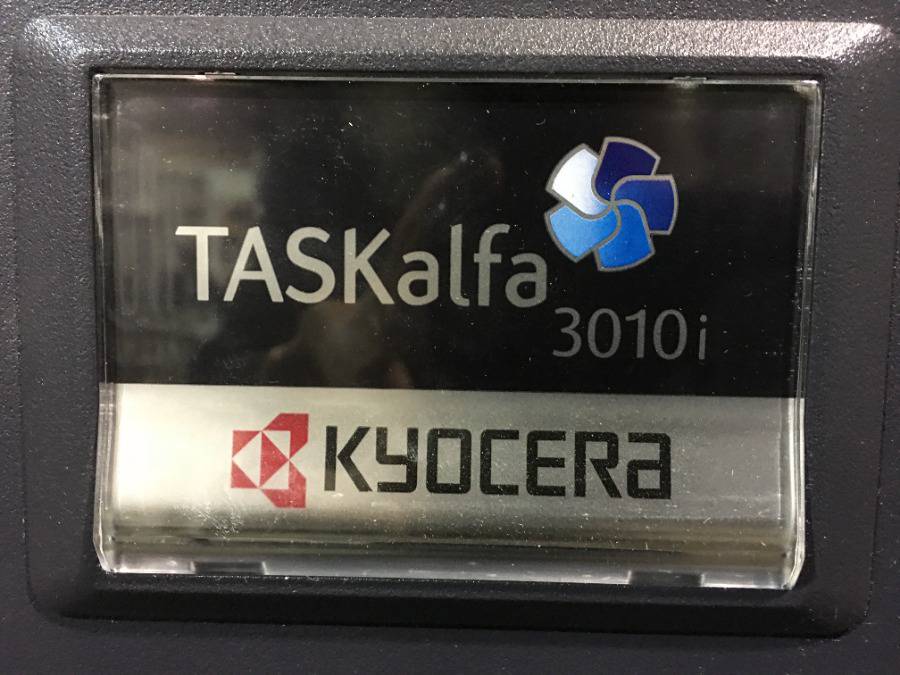 TASKalfa
3010i
KYOCERA